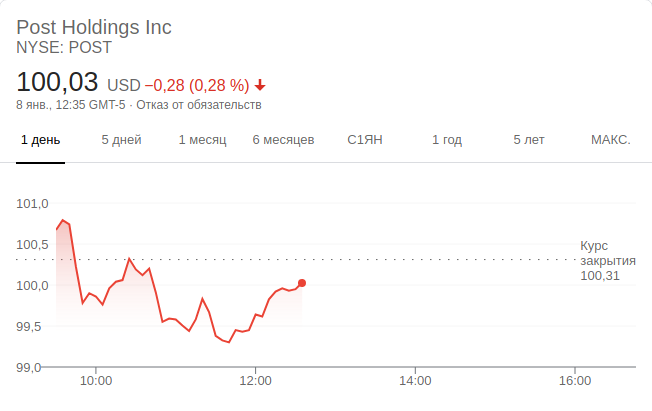 Post Holdings Inc
NYSE: POST
100,03 USD −0,28 (0,28 %)
8 янв., 12:35 GMT-5 · Отказ от обязательств
1 день 5 дней 1 месяц 6 месяцев С1ЯН 1 год 5 лет МАКС.
101,0
100,5
Курс
закрытия
100,31
100,0
99,5
99,0
10:00 12:00 14:00 16:00